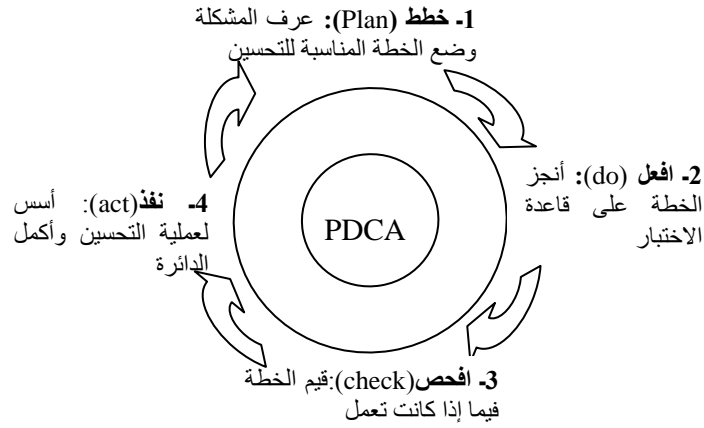 1- خطط (Plan): عرف المشكلة
وضع الخطة المناسبة للتحسين
2- افعل (do): أنجز
الخطة على قاعدة
الاختبار
PDCA
3- افحص(check):قيم الخطة
فيما إذا كانت تعمل
4- نفذ(act): أسس
لعملية التحسين وأكمل
الدائرة